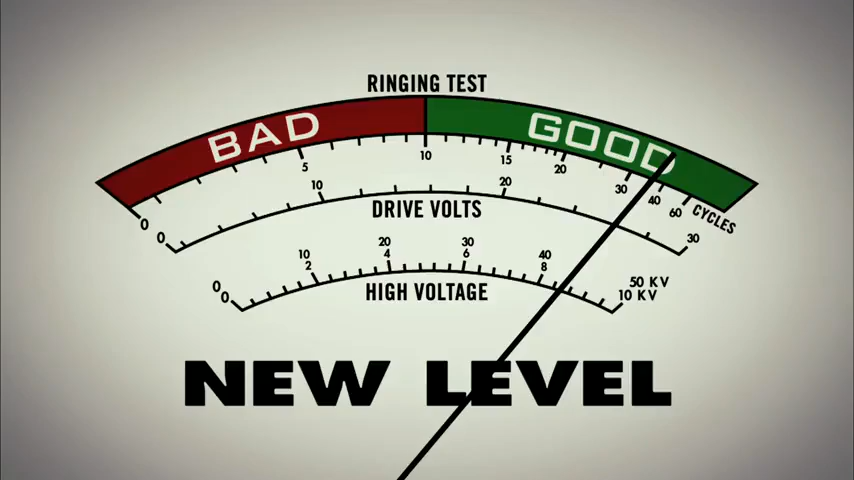 RINGING TEST
BAD GOOD
0 5 10 15 20 30 40 60 CYCLES
0 10 20 30
DRIVE VOLTS
0 10 20 30 40 50 KV
0 2 4 6 8 10 KV
HIGH VOLTAGE
NEW LEVEL